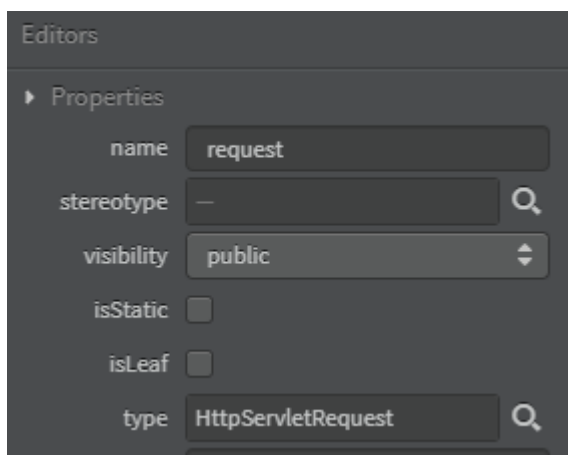 Editors
Properties
name request
stereotype —
visibility public
isStatic
isLeaf
type HttpServletRequest